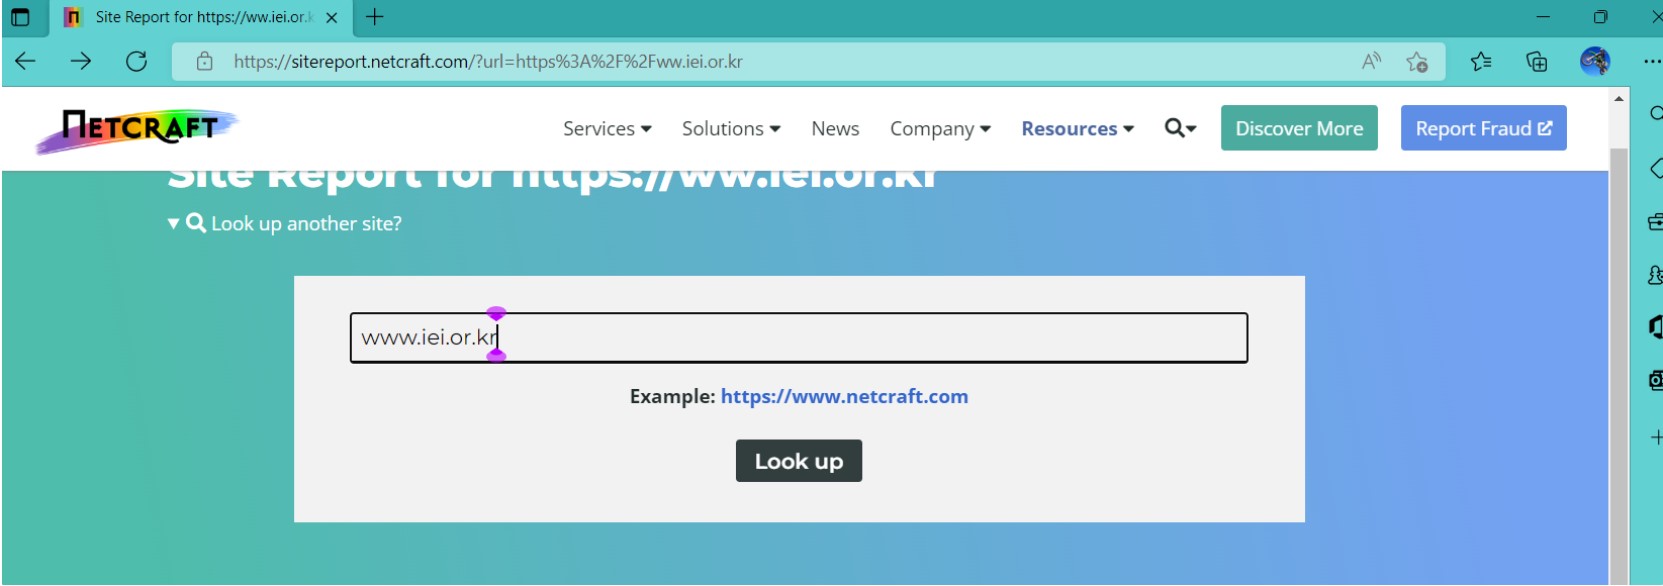 Site Report for https://ww.iei.or.k
https://sitereport.netcraft.com/?url=https%3A%2F%2Fww.iei.or.kr
NETCRAFT
Services Solutions News Company Resources Discover More Report Fraud
Site Report for https://ww.iei.or.kr
Look up another site?
www.iei.or.kr
Example: https://www.netcraft.com
Look up